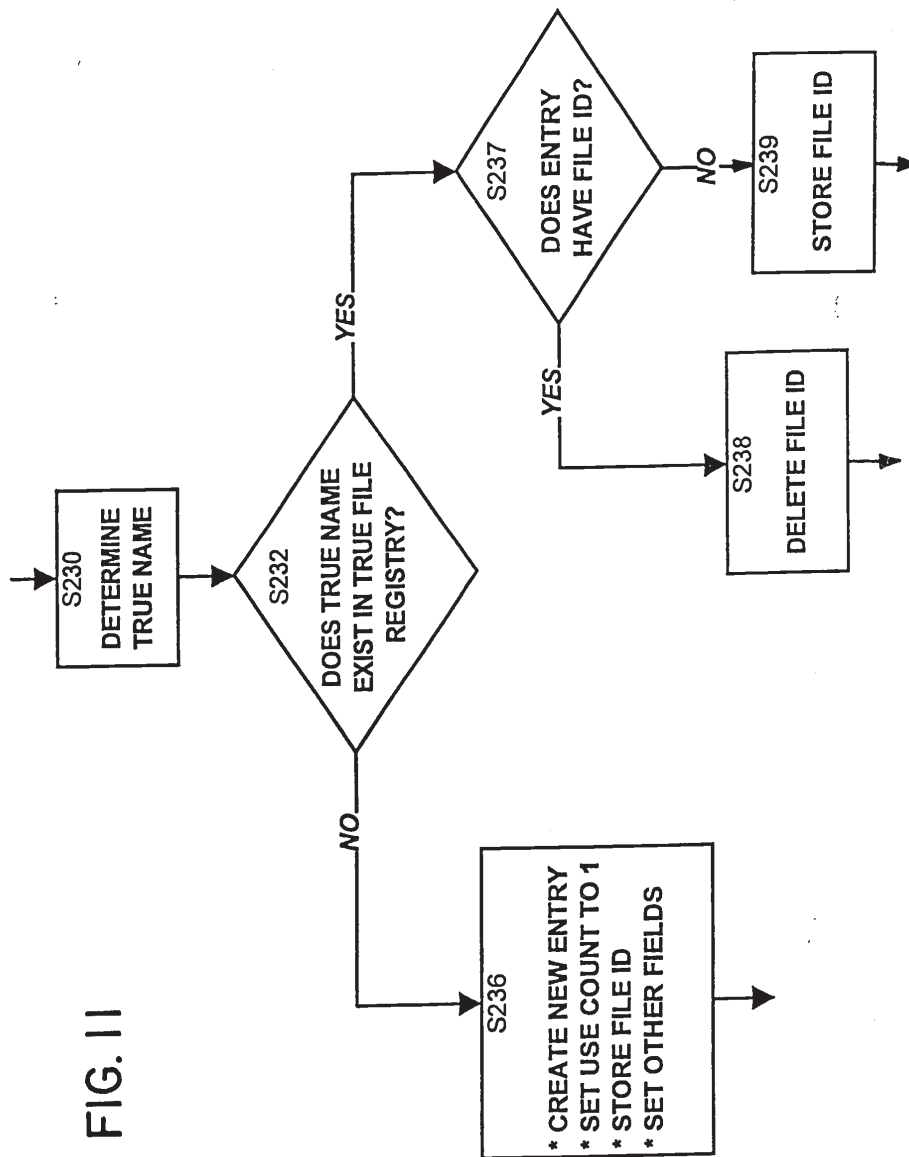 FIG. 11
S230
DETERMINE
TRUE NAME
S232
DOES TRUE NAME
EXIST IN TRUE FILE
REGISTRY?
NO
YES
S236
* CREATE NEW ENTRY
* SET USE COUNT TO 1
* STORE FILE ID
* SET OTHER FIELDS
S237
DOES ENTRY
HAVE FILE ID?
YES
NO
S238
DELETE FILE ID
S239
STORE FILE ID